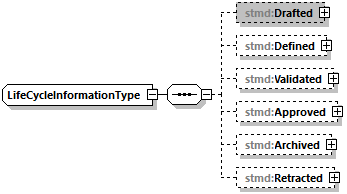 stmd:Drafted
stmd:Defined
stmd:Validated
LifeCycleInformationType
stmd:Approved
stmd:Archived
stmd:Retracted